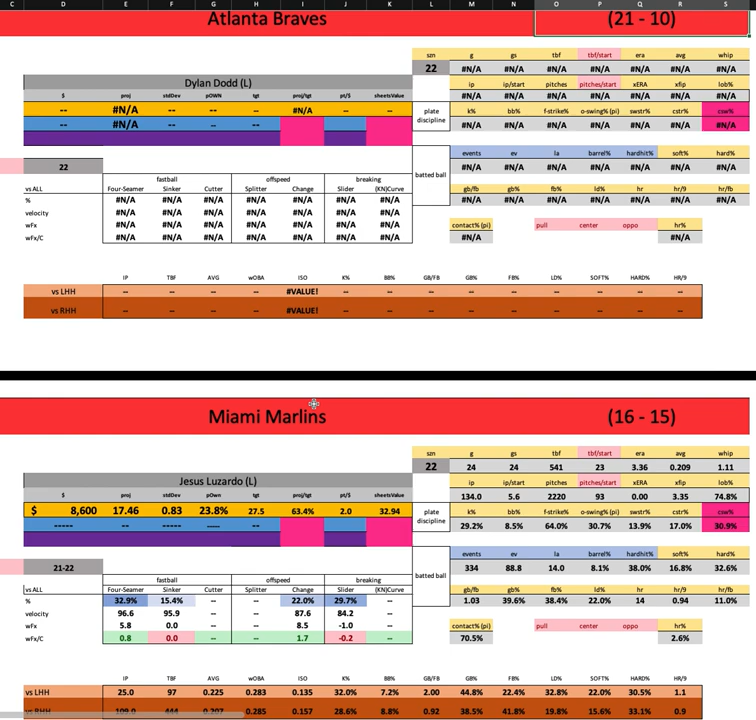 C D E F G H I J K L M N O P Q R S
Atlanta Braves (21 - 10)
szn g gs tbf tbf/start era avg whip
22 #N/A #N/A #N/A #N/A #N/A #N/A #N/A
ip ip/start pitches pitches/start xERA xfip lob%
Dylan Dodd (L) #N/A #N/A #N/A #N/A #N/A #N/A #N/A
$ proj stdDev pOWN tgt proj/tgt pt/$ sheetsValue
-- #N/A -- -- -- #N/A -- --
plate discipline k% bb% f-strike% o-swing% (pi) swstr% cstr% csw%
-- #N/A -- -- -- -- --
#N/A #N/A #N/A #N/A #N/A #N/A #N/A
batted ball events ev la barrel% hardhit% soft% hard%
22 #N/A #N/A #N/A #N/A #N/A #N/A #N/A
fastball offspeed breaking
vs ALL Four-Seamer Sinker Cutter Splitter Change Slider (KN)Curve
gb/fb gb% fb% ld% hr hr/9 hr/fb
% #N/A #N/A #N/A #N/A #N/A #N/A #N/A
#N/A #N/A #N/A #N/A #N/A #N/A #N/A
velocity #N/A #N/A #N/A #N/A #N/A #N/A #N/A
wFx #N/A #N/A #N/A #N/A #N/A #N/A #N/A
contact% (pi) pull center oppo hr%
wFx/C #N/A #N/A #N/A #N/A #N/A #N/A #N/A
#N/A #N/A
IP TBF AVG wOBA ISO K% BB% GB/FB GB% FB% LD% SOFT% HARD% HR/9
vs LHH -- -- -- -- #VALUE! -- -- -- -- -- -- -- -- --
vs RHH -- -- -- -- #VALUE! -- -- -- -- -- -- -- -- --
Miami Marlins (16 - 15)
szn g gs tbf tbf/start era avg whip
22 24 24 541 23 3.36 0.209 1.11
Jesus Luzardo (L) ip ip/start pitches pitches/start xERA xfip lob%
$ proj stdDev pOwn tgt proj/tgt pt/$ sheetsValue
134.0 5.6 2220 93 0.00 3.35 74.8%
$ 8,600 17.46 0.83 23.8% 27.5 63.4% 2.0 32.94
plate discipline k% bb% f-strike% o-swing% (pi) swstr% cstr% csw%
----- -- -- ---- -- -- --
29.2% 8.5% 64.0% 30.7% 13.9% 17.0% 30.9%
batted ball events ev la barrel% hardhit% soft% hard%
21-22 334 88.8 14.0 8.1% 38.0% 16.8% 32.6%
fastball offspeed breaking
vs ALL Four-Seamer Sinker Cutter Splitter Change Slider (KN)Curve
gb/fb gb% fb% ld% hr hr/9 hr/fb
% 32.9% 15.4% -- -- 22.0% 29.7% --
1.03 39.6% 38.4% 22.0% 14 0.94 11.0%
velocity 96.6 95.9 -- -- 87.6 84.2 --
wFx 5.8 0.0 -- -- 8.5 -1.0 --
contact% (pi) pull center oppo hr%
wFx/C 0.8 0.0 -- -- 1.7 -0.2 --
70.5% 2.6%
IP TBF AVG wOBA ISO K% BB% GB/FB GB% FB% LD% SOFT% HARD% HR/9
vs LHH 25.0 97 0.225 0.283 0.135 32.0% 7.2% 2.00 44.8% 22.4% 32.8% 22.0% 30.5% 1.1
vs RHH 109.0 444 0.207 0.285 0.157 28.6% 8.8% 0.92 38.5% 41.8% 19.8% 15.6% 33.1% 0.9